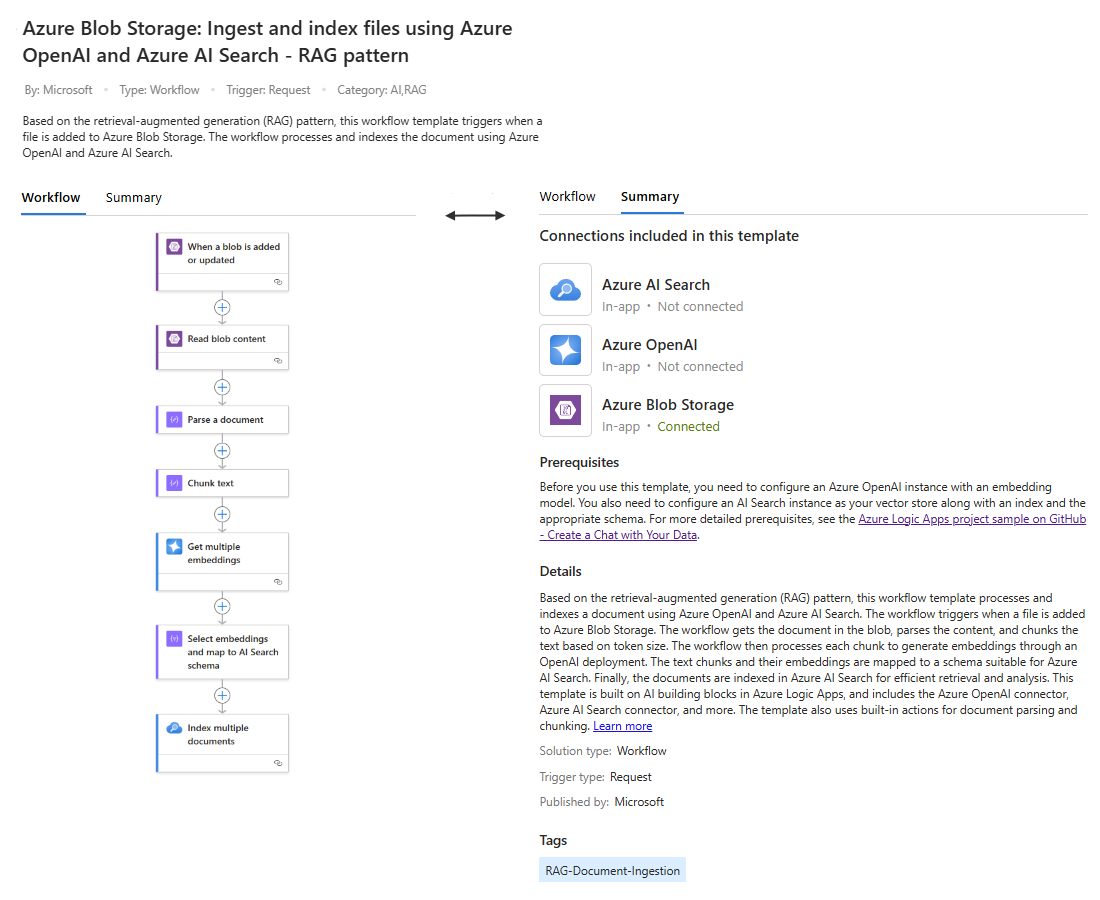 Azure Blob Storage: Ingest and index files using Azure
OpenAI and Azure AI Search - RAG pattern
By: Microsoft • Type: Workflow • Trigger: Request • Category: AI,RAG
Based on the retrieval-augmented generation (RAG) pattern, this workflow template triggers when a
file is added to Azure Blob Storage. The workflow processes and indexes the document using Azure
OpenAI and Azure AI Search.
Workflow Summary
When a blob is added
or updated
Read blob content
Parse a document
Chunk text
Get multiple
embeddings
Select embeddings
and map to AI Search
schema
Index multiple
documents
Workflow Summary
Connections included in this template
Azure AI Search
In-app • Not connected
Azure OpenAI
In-app • Not connected
Azure Blob Storage
In-app • Connected
Prerequisites
Before you use this template, you need to configure an Azure OpenAI instance with an embedding
model. You also need to configure an AI Search instance as your vector store along with an index and the
appropriate schema. For more detailed prerequisites, see the Azure Logic Apps project sample on GitHub
- Create a Chat with Your Data.
Details
Based on the retrieval-augmented generation (RAG) pattern, this workflow template processes and
indexes a document using Azure OpenAI and Azure AI Search. The workflow triggers when a file is added
to Azure Blob Storage. The workflow gets the document in the blob, parses the content, and chunks the
text based on token size. The workflow then processes each chunk to generate embeddings through an
OpenAI deployment. The text chunks and their embeddings are mapped to a schema suitable for Azure
AI Search. Finally, the documents are indexed in Azure AI Search for efficient retrieval and analysis. This
template is built on AI building blocks in Azure Logic Apps, and includes the Azure OpenAI connector,
Azure AI Search connector, and more. The template also uses built-in actions for document parsing and
chunking. Learn more
Solution type: Workflow
Trigger type: Request
Published by: Microsoft
Tags
RAG-Document-Ingestion